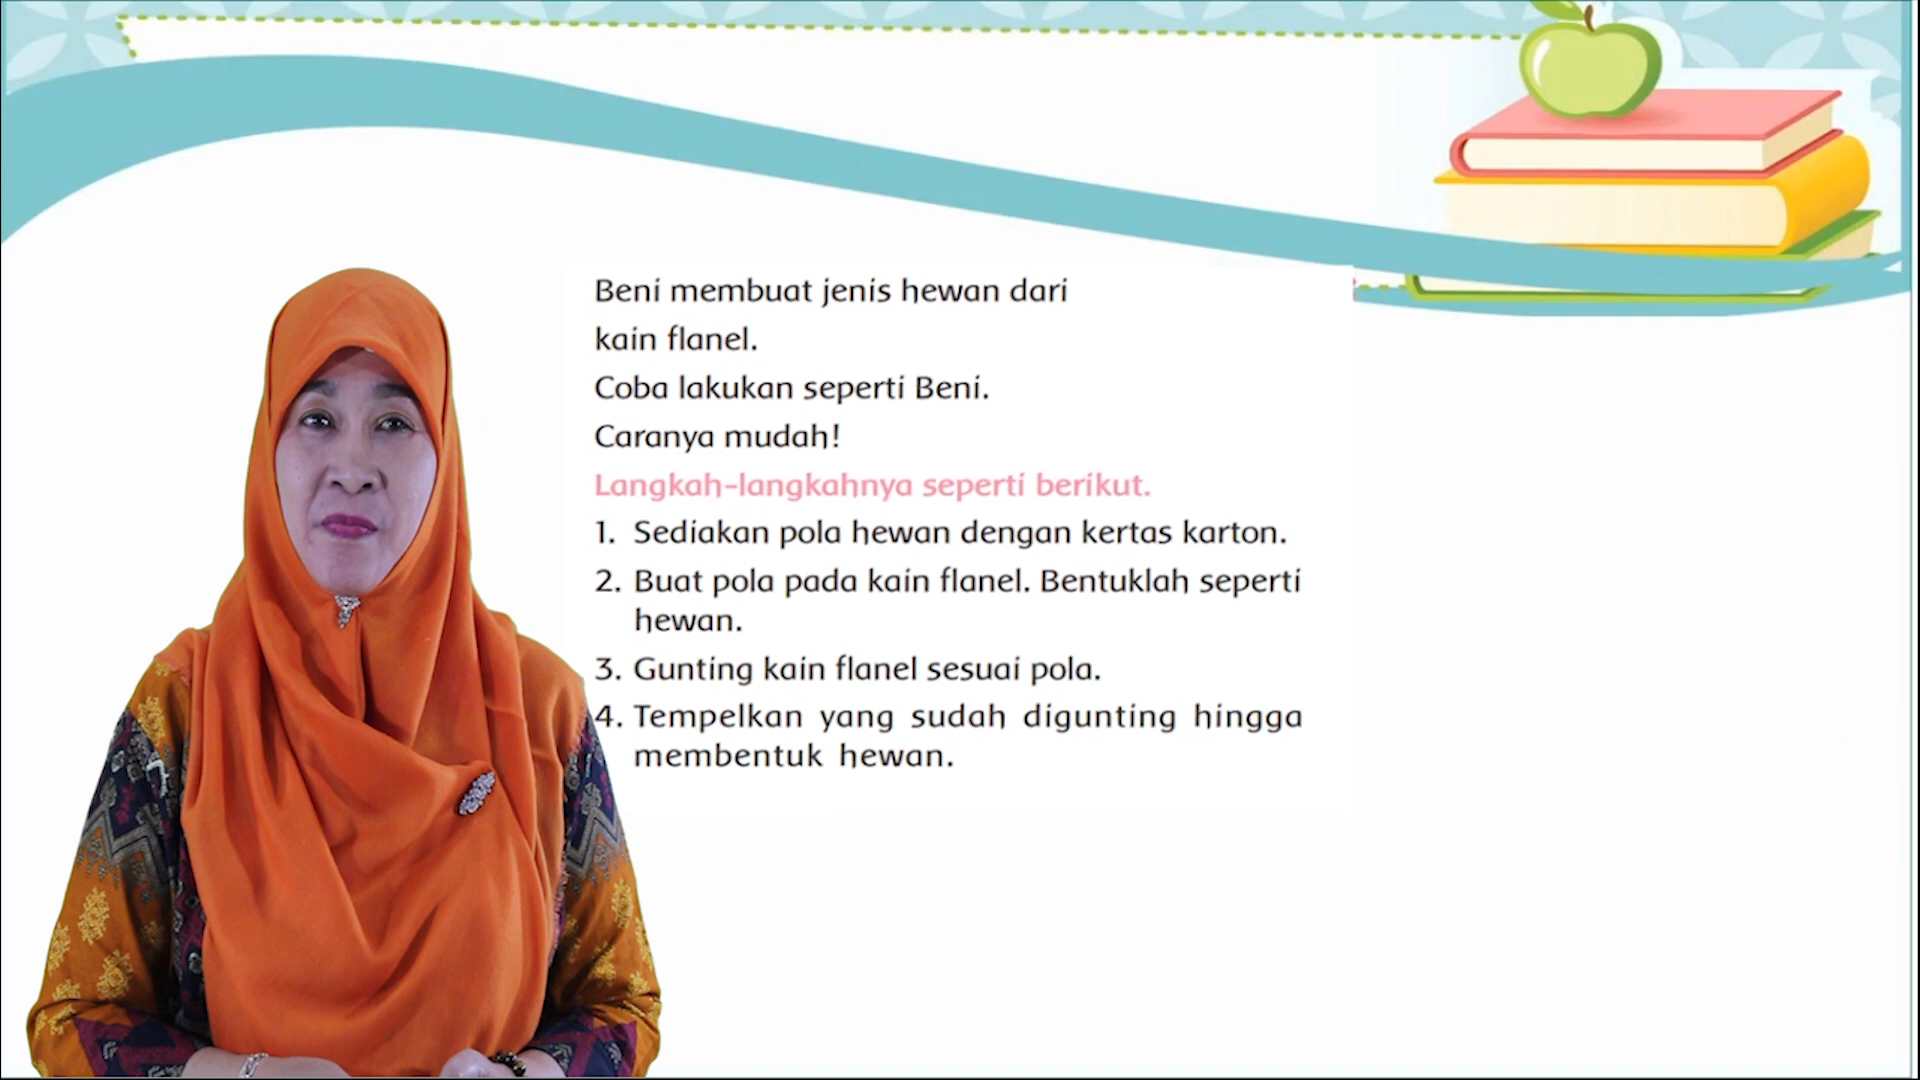 Beni membuat jenis hewan dari
kain flanel.
Coba lakukan seperti Beni.
Caranya mudah!
Langkah-langkahnya seperti berikut.
1. Sediakan pola hewan dengan kertas karton.
2. Buat pola pada kain flanel. Bentuklah seperti
hewan.
3. Gunting kain flanel sesuai pola.
4. Tempelkan yang sudah digunting hingga
membentuk hewan.